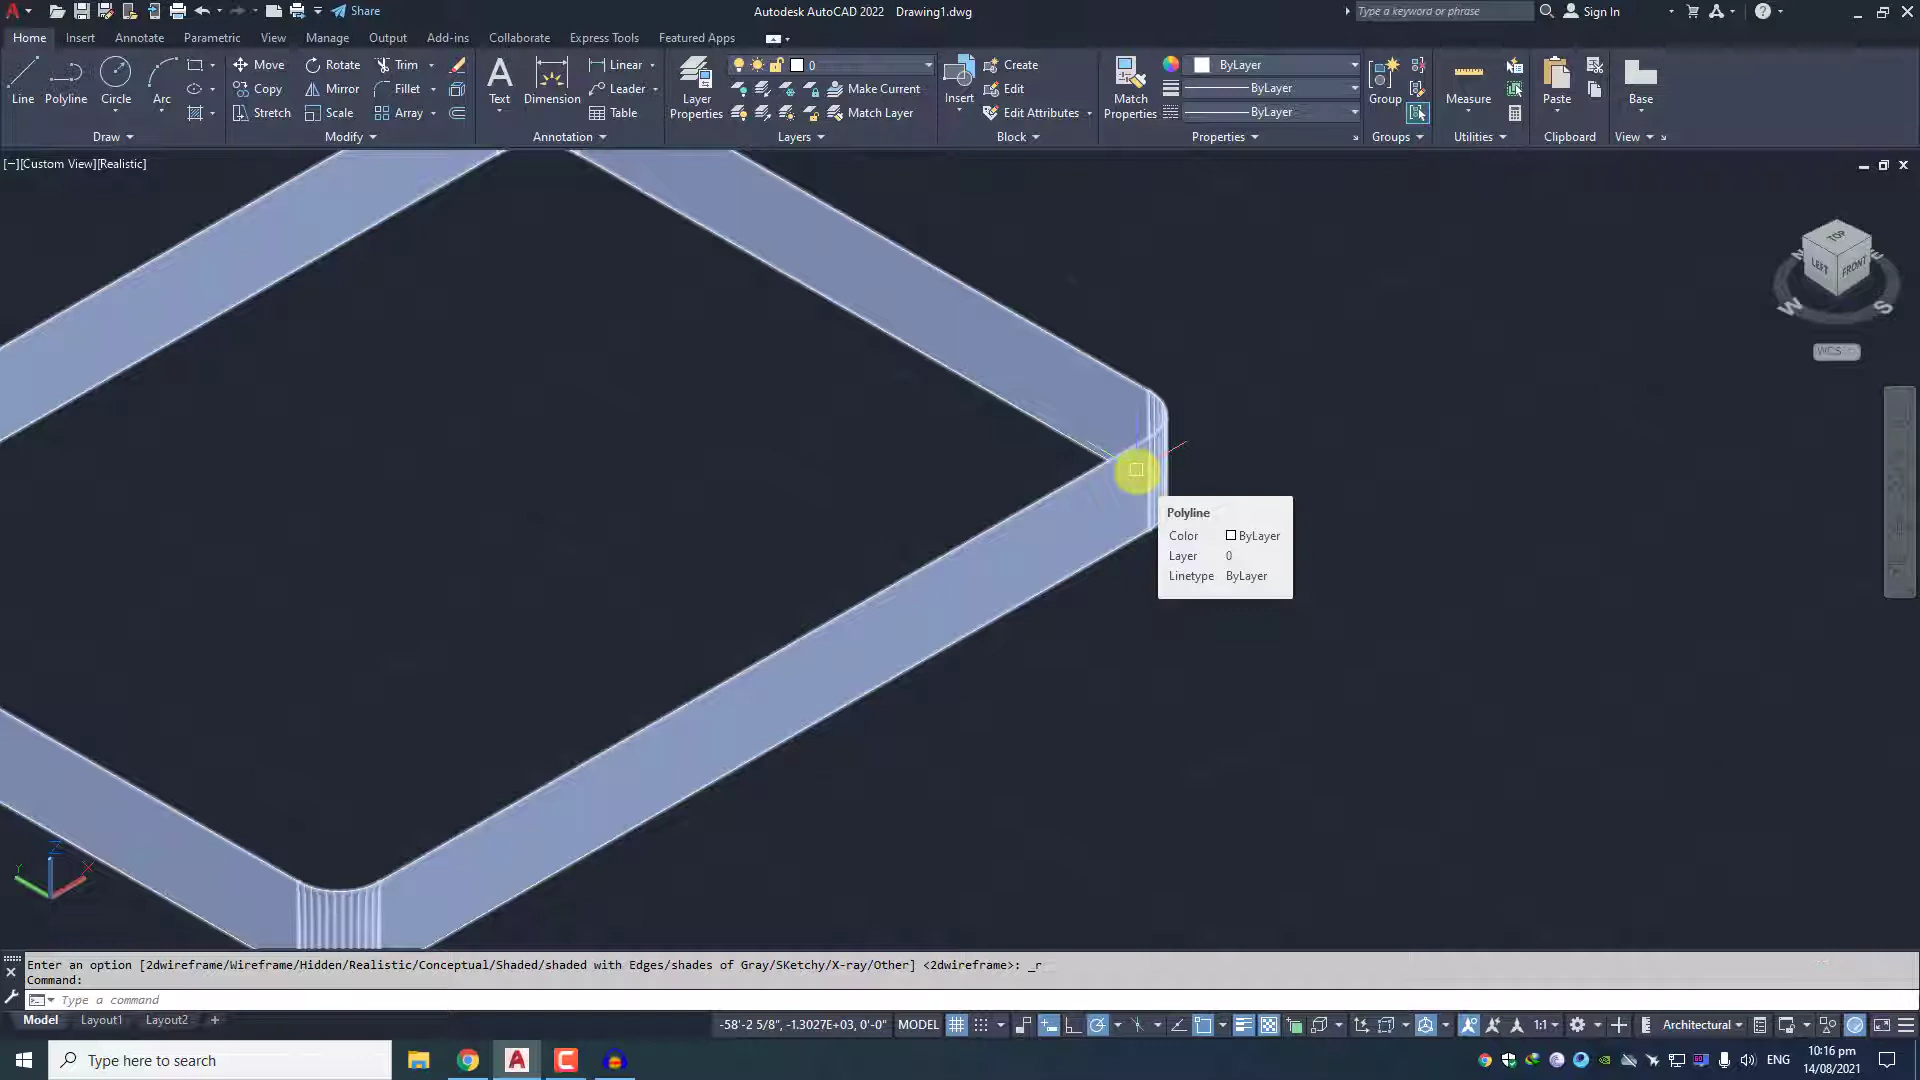 Share
Autodesk AutoCAD 2022 Drawing1.dwg
Type a keyword or phrase
Sign In
Home Insert Annotate Parametric View Manage Output Add-ins Collaborate Express Tools Featured Apps
Line Polyline Circle Arc
Move Rotate Trim
Copy Mirror Fillet
Stretch Scale Array
Text Dimension
Linear
Leader
Table
Layer Properties
0
Make Current
Match Layer
Insert
Create
Edit
Edit Attributes
Match Properties
ByLayer
ByLayer
ByLayer
Group
Measure
Paste
Base
Draw Modify Annotation Layers Block Properties Groups Utilities Clipboard View
[−][Custom View][Realistic]
TOP
LEFT FRONT
W S
WCS
Polyline
Color ByLayer
Layer 0
Linetype ByLayer
Z
Y X
Enter an option [2dwireframe/Wireframe/Hidden/Realistic/Conceptual/Shaded/shaded with Edges/shades of Gray/SKetchy/X-ray/Other] <2dwireframe>: _r
Command:
Type a command
Model Layout1 Layout2 +
-58'-2 5/8", -1.3027E+03, 0'-0" MODEL 1:1 Architectural
Type here to search
ENG
10:16 pm
14/08/2021